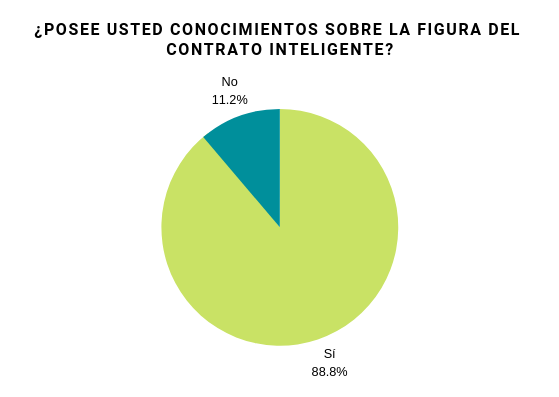 ¿POSEE USTED CONOCIMIENTOS SOBRE LA FIGURA DEL
CONTRATO INTELIGENTE?
No
11.2%
Sí
88.8%